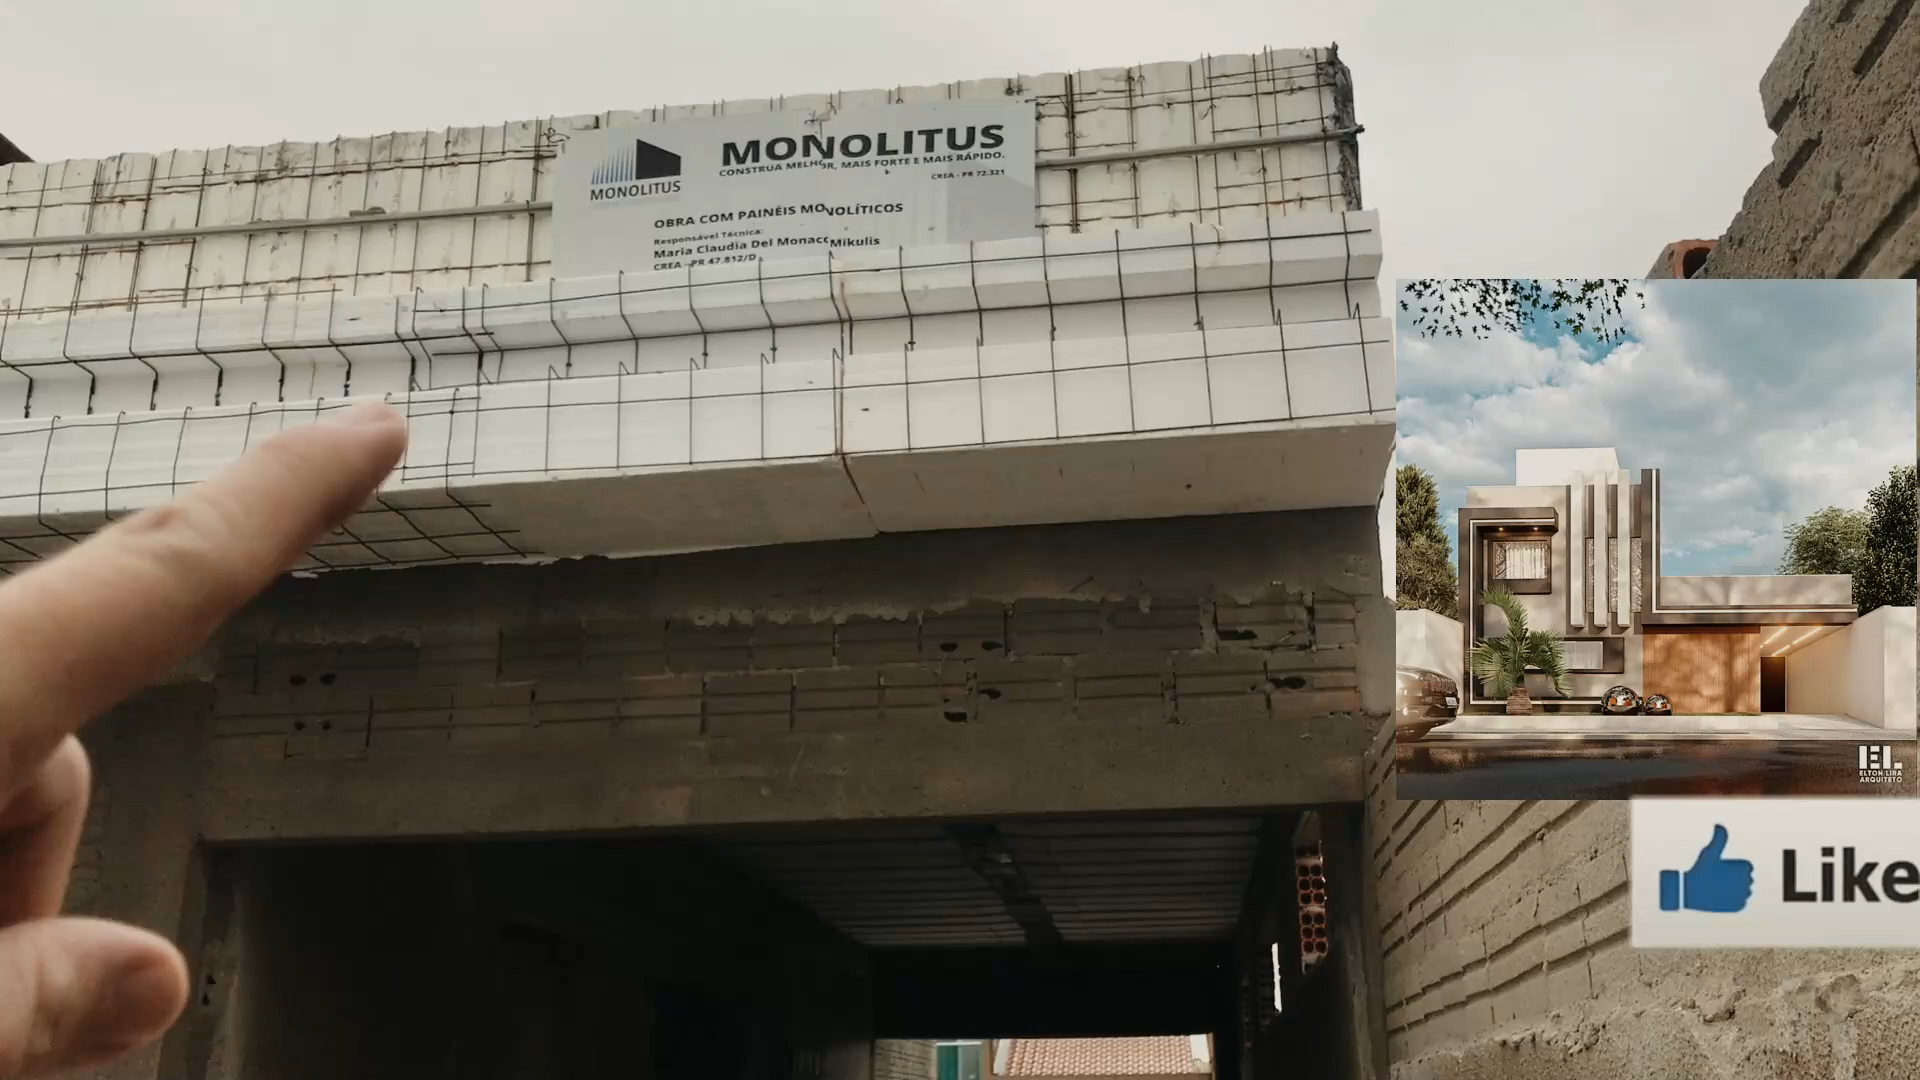 MONOLITUS
MONOLITUS
CONSTRUA MELHOR, MAIS FORTE E MAIS RÁPIDO.
CREA - PR 72.321
OBRA COM PAINÉIS MONOLÍTICOS
Responsável Técnica:
Maria Claudia Del Monaco Mikulis
CREA - PR 47.812/D
EL
ELTON LIRA
ARQUITETO
Like